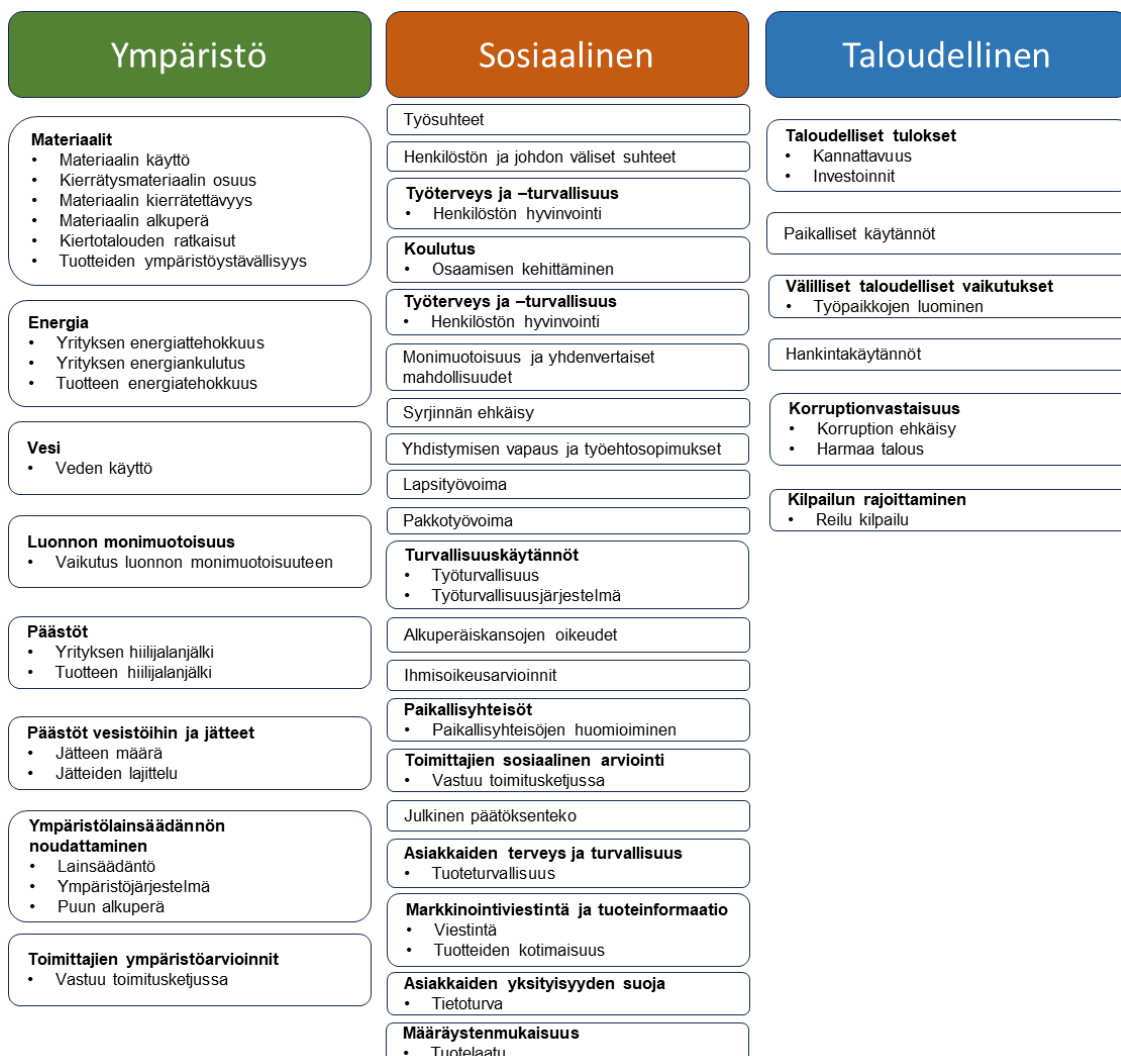 Ympäristö
Materiaalit
• Materiaalin käyttö
• Kierrätysmateriaalin osuus
• Materiaalin kierrätettävyys
• Materiaalin alkuperä
• Kiertotalouden ratkaisut
• Tuotteiden ympäristöystävällisyys
Energia
• Yrityksen energiattehokkuus
• Yrityksen energiankulutus
• Tuotteen energiatehokkuus
Vesi
• Veden käyttö
Luonnon monimuotoisuus
• Vaikutus luonnon monimuotoisuuteen
Päästöt
• Yrityksen hiilijalanjälki
• Tuotteen hiilijalanjälki
Päästöt vesistöihin ja jätteet
• Jätteen määrä
• Jätteiden lajittelu
Ympäristölainsäädännön
noudattaminen
• Lainsäädäntö
• Ympäristöjärjestelmä
• Puun alkuperä
Toimittajien ympäristöarvioinnit
• Vastuu toimitusketjussa
Sosiaalinen
Työsuhteet
Henkilöstön ja johdon väliset suhteet
Työterveys ja –turvallisuus
• Henkilöstön hyvinvointi
Koulutus
• Osaamisen kehittäminen
Työterveys ja –turvallisuus
• Henkilöstön hyvinvointi
Monimuotoisuus ja yhdenvertaiset
mahdollisuudet
Syrjinnän ehkäisy
Yhdistymisen vapaus ja työehtosopimukset
Lapsityövoima
Pakkotyövoima
Turvallisuuskäytännöt
• Työturvallisuus
• Työturvallisuusjärjestelmä
Alkuperäiskansojen oikeudet
Ihmisoikeusarvioinnit
Paikallisyhteisöt
• Paikallisyhteisöjen huomioiminen
Toimittajien sosiaalinen arviointi
• Vastuu toimitusketjussa
Julkinen päätöksenteko
Asiakkaiden terveys ja turvallisuus
• Tuoteturvallisuus
Markkinointiviestintä ja tuoteinformaatio
• Viestintä
• Tuotteiden kotimaisuus
Asiakkaiden yksityisyyden suoja
• Tietoturva
Määräystenmukaisuus
• Tuotelaatu
Taloudellinen
Taloudelliset tulokset
• Kannattavuus
• Investoinnit
Paikalliset käytännöt
Välilliset taloudelliset vaikutukset
• Työpaikkojen luominen
Hankintakäytännöt
Korruptionvastaisuus
• Korruption ehkäisy
• Harmaa talous
Kilpailun rajoittaminen
• Reilu kilpailu